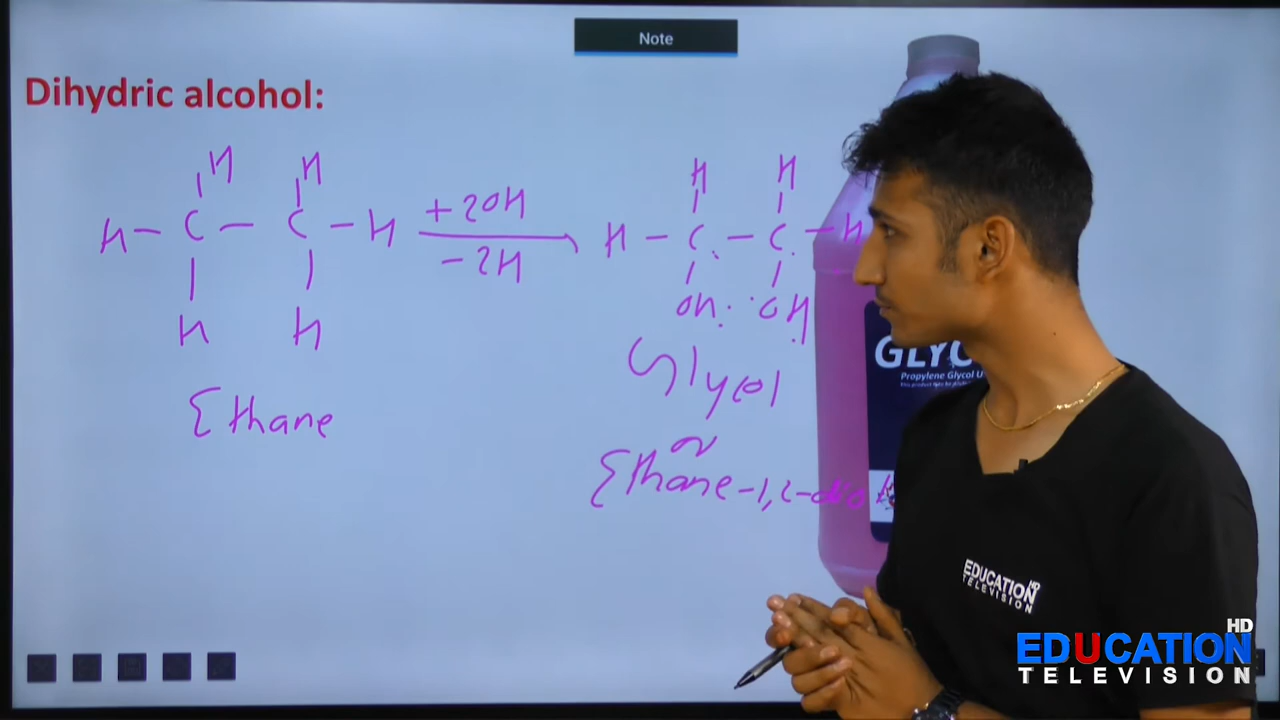 Note
Dihydric alcohol:
H H
H – C – C – H
H H
+2OH
-2H
H H
H – C – C – H
OH OH
Ethane
Glycol
or
Ethane-1,2-diol
GLYC
Propylene Glycol U
EDUCATION HD
TELEVISION
HD
EDUCATION
TELEVISION